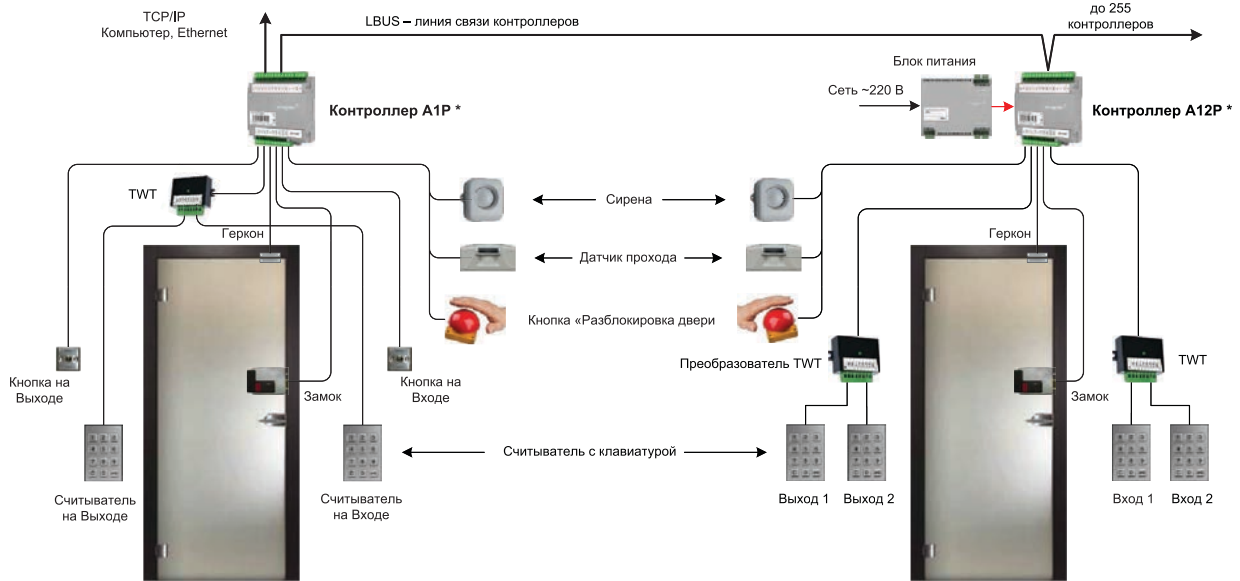 TCP/IP
Компьютер, Ethernet
LBUS – линия связи контроллеров
до 255
контроллеров
Блок питания
Сеть ~220 В
Контроллер A1P *
Контроллер A12P *
TWT
Сирена
Геркон
Геркон
Датчик прохода
Кнопка «Разблокировка двери
Преобразователь TWT
TWT
Кнопка на
Выходе
Замок
Кнопка на
Входе
Замок
Считыватель с клавиатурой
Считыватель
на Выходе
Считыватель
на Входе
Выход 1
Выход 2
Вход 1
Вход 2